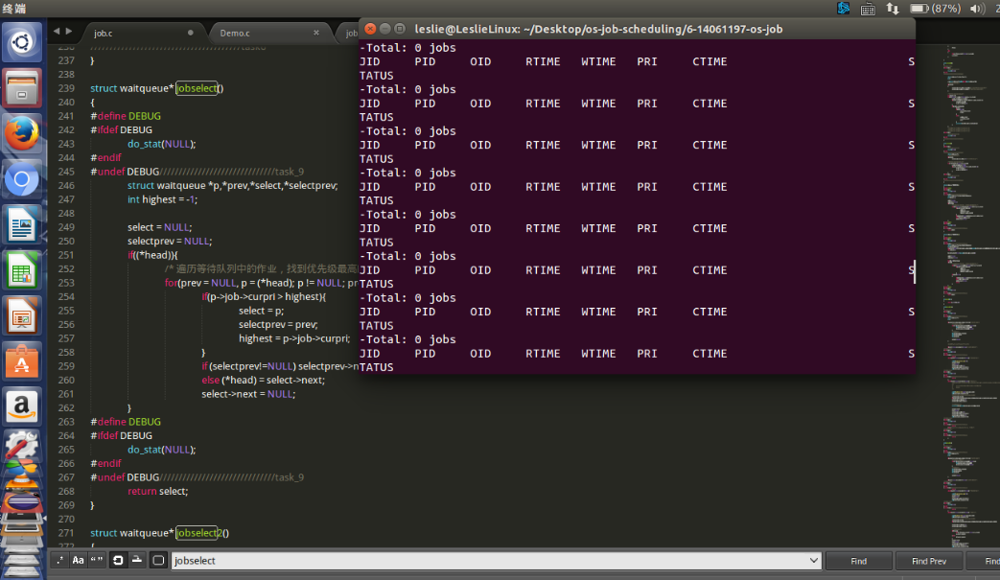 终端
(87%)
job.c
Demo.c
job
leslie@LeslieLinux: ~/Desktop/os-job-scheduling/6-14061197-os-job
237 }
238
239 struct waitqueue* jobselect()
240 {
241 #define DEBUG
242 #ifdef DEBUG
243 do_stat(NULL);
244 #endif
245 #undef DEBUG///////////////////////////////task_9
246 struct waitqueue *p,*prev,*select,*selectprev;
247 int highest = -1;
248
249 select = NULL;
250 selectprev = NULL;
251 if((*head)){
252 /* 遍历等待队列中的作业，找到优先级最高
253 for(prev = NULL, p = (*head); p != NULL; pr
254 if(p->job->curpri > highest){
255 select = p;
256 selectprev = prev;
257 highest = p->job->curpri;
258 }
259 if (selectprev!=NULL) selectprev->n
260 else (*head) = select->next;
261 select->next = NULL;
262 }
263 #define DEBUG
264 #ifdef DEBUG
265 do_stat(NULL);
266 #endif
267 #undef DEBUG///////////////////////////////task_9
268 return select;
269 }
270
271 struct waitqueue* jobselect2()
-Total: 0 jobs
JID PID OID RTIME WTIME PRI CTIME S
TATUS
-Total: 0 jobs
JID PID OID RTIME WTIME PRI CTIME S
TATUS
-Total: 0 jobs
JID PID OID RTIME WTIME PRI CTIME S
TATUS
-Total: 0 jobs
JID PID OID RTIME WTIME PRI CTIME S
TATUS
-Total: 0 jobs
JID PID OID RTIME WTIME PRI CTIME S
TATUS
-Total: 0 jobs
JID PID OID RTIME WTIME PRI CTIME S
TATUS
-Total: 0 jobs
JID PID OID RTIME WTIME PRI CTIME S
TATUS
-Total: 0 jobs
JID PID OID RTIME WTIME PRI CTIME S
TATUS
.* Aa “” jobselect Find Find Prev Find